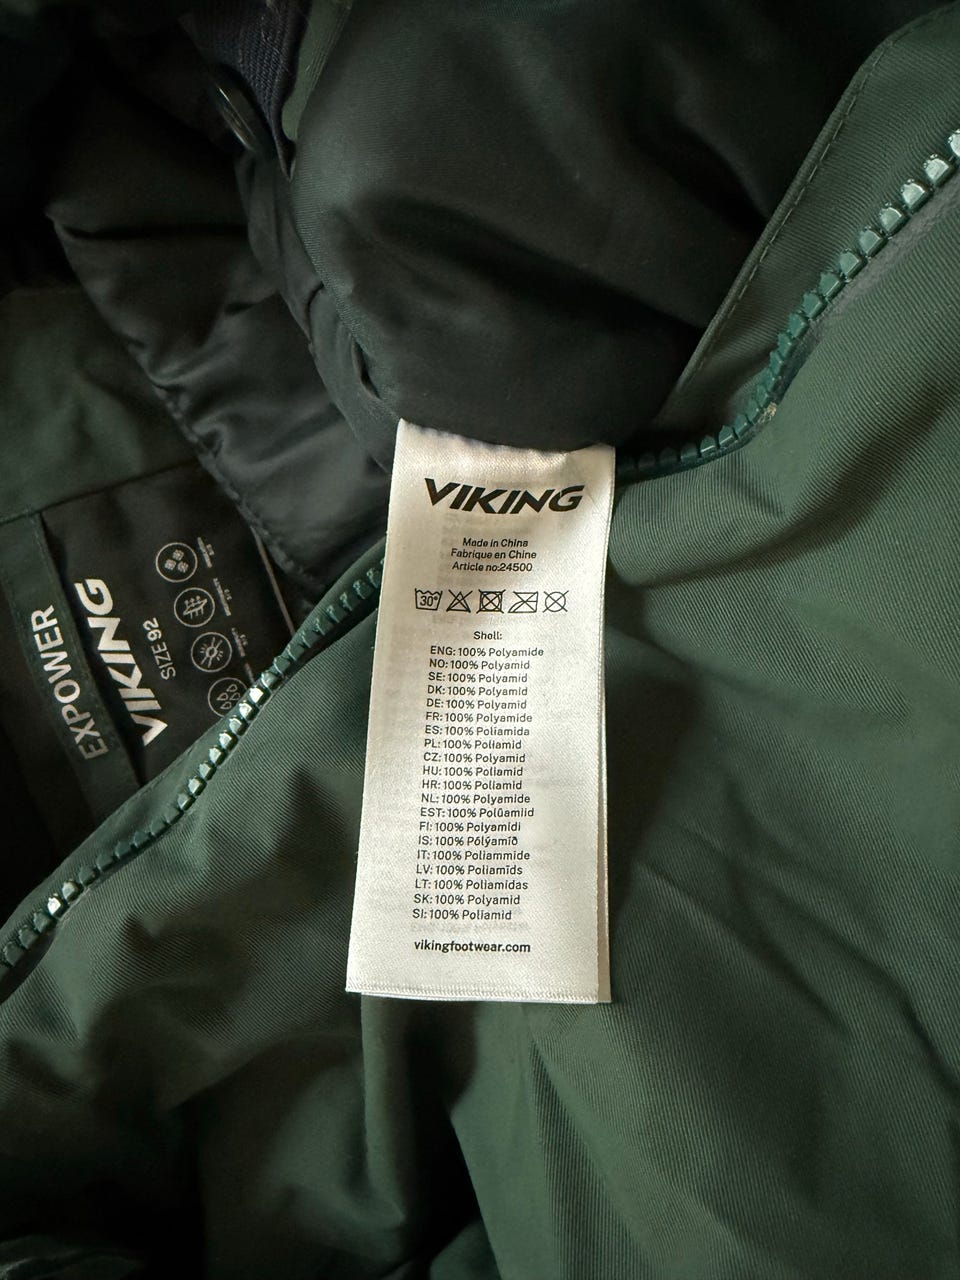 VIKING
Made in China
Fabrique en Chine
Article no:24500
30°
Shell:
ENG: 100% Polyamide
NO: 100% Polyamid
SE: 100% Polyamid
DK: 100% Polyamid
DE: 100% Polyamid
FR: 100% Polyamide
ES: 100% Poliamida
PL: 100% Poliamid
CZ: 100% Polyamid
HU: 100% Poliamid
HR: 100% Poliamid
NL: 100% Polyamide
EST: 100% Polüamiid
FI: 100% Polyamidi
IS: 100% Pólýamíð
IT: 100% Poliammide
LV: 100% Poliamīds
LT: 100% Poliamidas
SK: 100% Polyamid
SI: 100% Poliamid
vikingfootwear.com
EXPOWER
VIKING
VIKING
SIZE 92